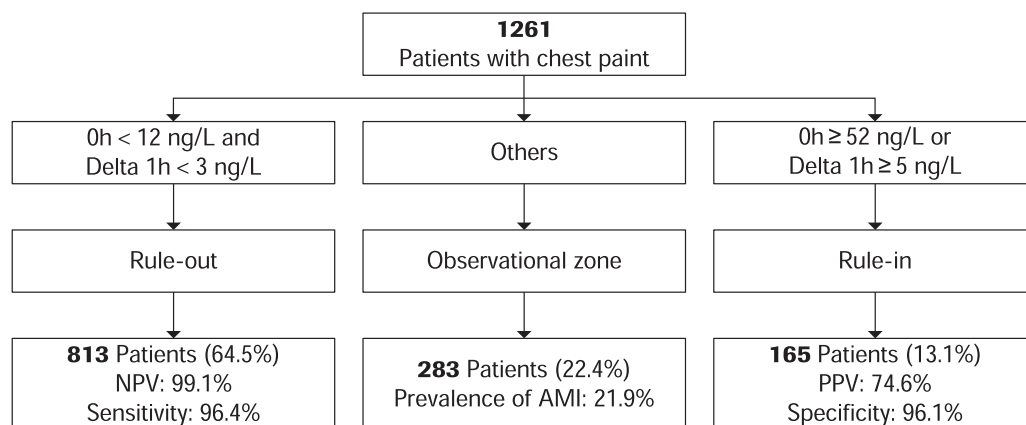 1261
Patients with chest paint
0h < 12 ng/L and
Delta 1h < 3 ng/L
Others
0h ≥ 52 ng/L or
Delta 1h ≥ 5 ng/L
Rule-out
Observational zone
Rule-in
813 Patients (64.5%)
NPV: 99.1%
Sensitivity: 96.4%
283 Patients (22.4%)
Prevalence of AMI: 21.9%
165 Patients (13.1%)
PPV: 74.6%
Specificity: 96.1%